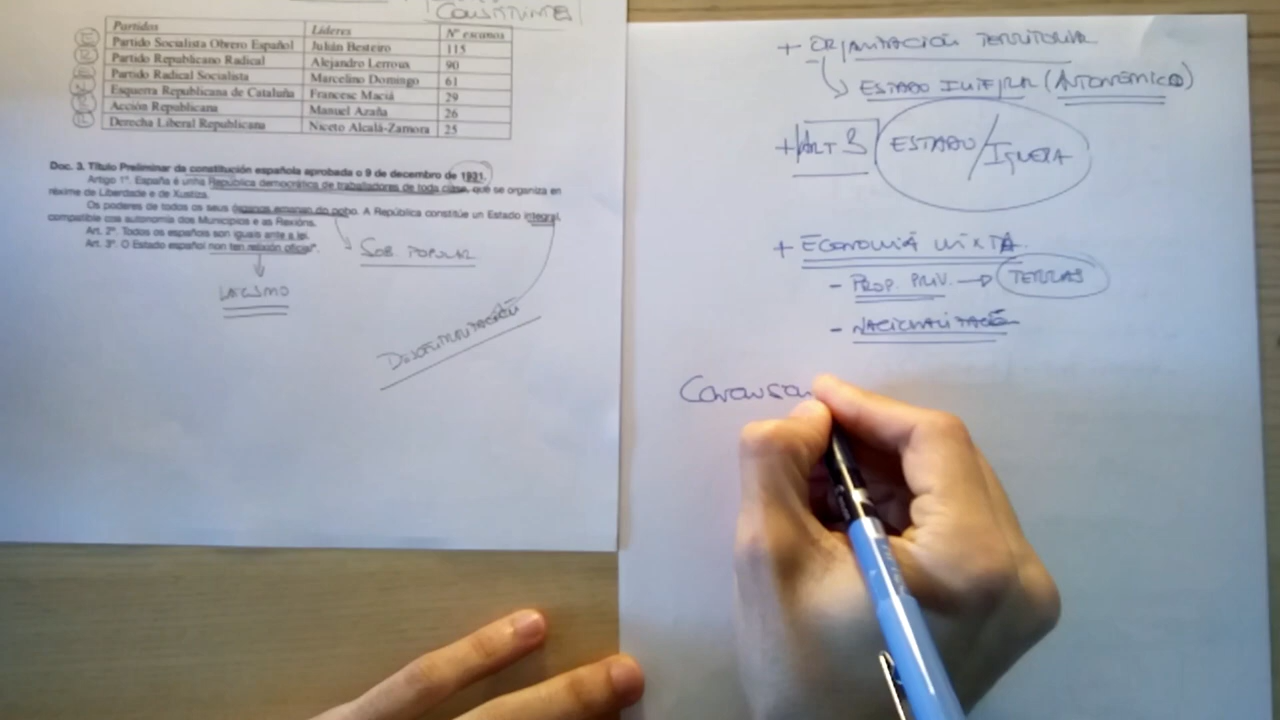 CONSTITUINTES
Partidos Líderes Nº escanos
Partido Socialista Obrero Español Julián Besteiro 115
Partido Republicano Radical Alejandro Lerroux 90
Partido Radical Socialista Marcelino Domingo 61
Esquerra Republicana de Cataluña Francesc Maciá 29
Acción Republicana Manuel Azaña 26
Derecha Liberal Republicana Niceto Alcalá-Zamora 25
Doc. 3. Título Preliminar da constitución española aprobada o 9 de decembro de 1931.
Artigo 1º. España é unha República democrática de traballadores de toda clase, que se organiza en
réxime de Liberdade e de Xustiza.
Os poderes de todos os seus órganos emanan do pobo. A República constitúe un Estado integral,
compatible coa autonomía dos Municipios e as Rexións.
Art. 2º. Todos os españois son iguais ante a lei.
Art. 3º. O Estado español non ten relixión oficial".
SOB. POPULAR
LAICISMO
DESCENTRALIZACIÓN
+ ORGANIZACIÓN TERRITORIAL
ESTADO INTEGRAL (AUTONÓMICO)
+ ART 3 ESTADO/IGREXA
+ ECONOMIA MIXTA
- PROP. PRIV. → TERRAS
- NACIONALIZACIÓN